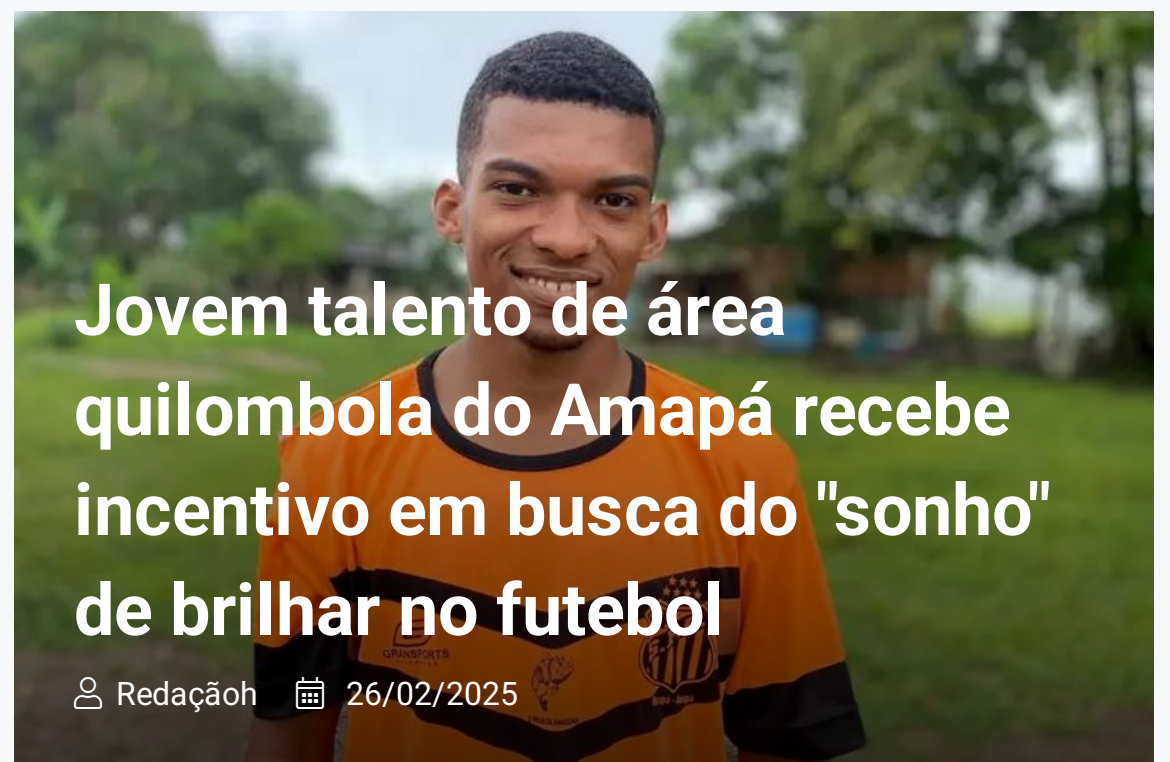 Jovem talento de área
quilombola do Amapá recebe
incentivo em busca do "sonho"
de brilhar no futebol
Redaçãoh 26/02/2025
GRANSPORTS